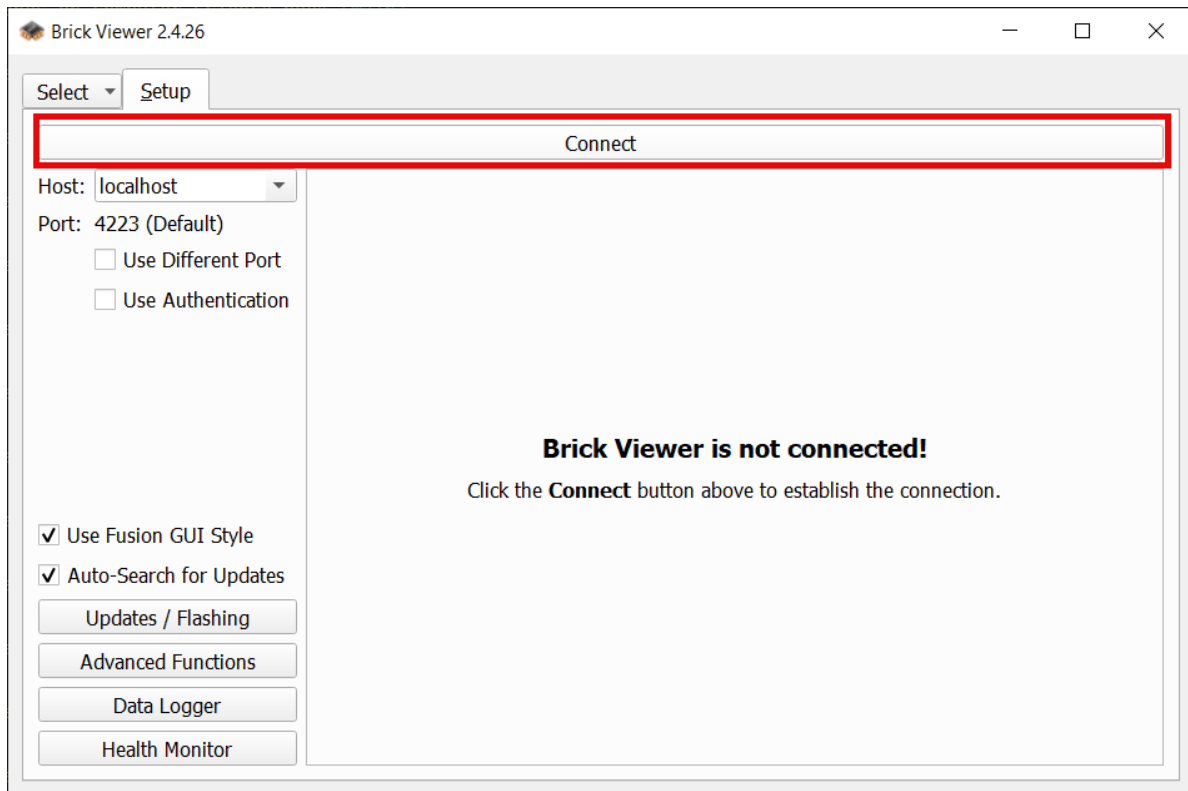 Brick Viewer 2.4.26
Select Setup
Connect
Host: localhost
Port: 4223 (Default)
Use Different Port
Use Authentication
Brick Viewer is not connected!
Click the Connect button above to establish the connection.
Use Fusion GUI Style
Auto-Search for Updates
Updates / Flashing
Advanced Functions
Data Logger
Health Monitor